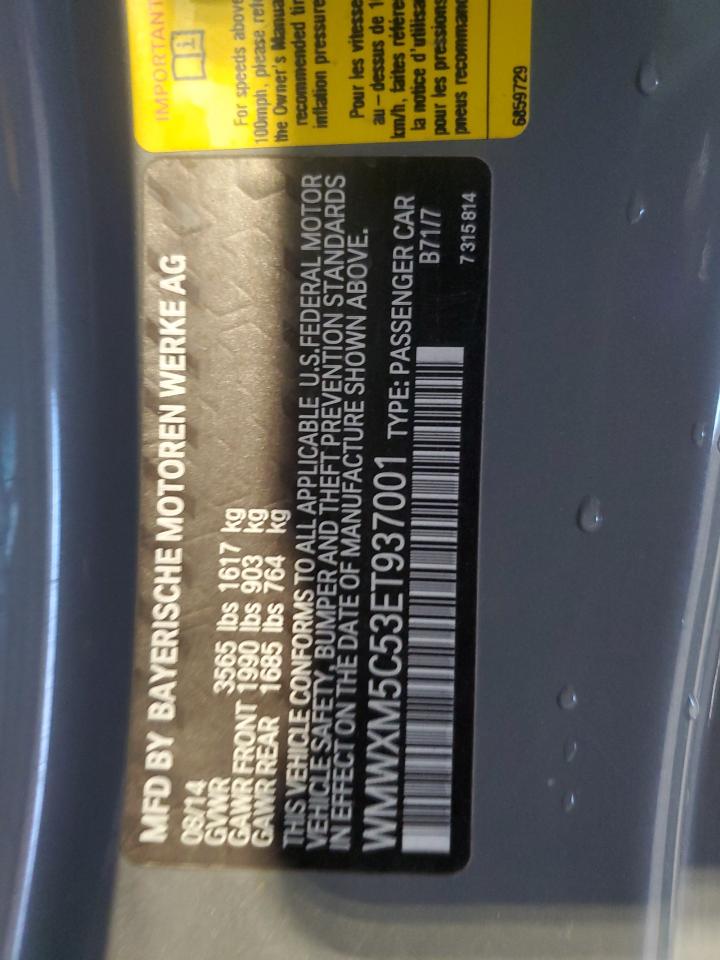 IMPORTANT
For speeds above
100mph, please refe
the Owner's Manua
recommended tir
inflation pressure
Pour les vitesse
au-dessus de 1
km/h, faites référe
la notice d'utilisa
pour les pressions
pneus recommand
6859729
MFD BY BAYERISCHE MOTOREN WERKE AG
08/14
GVWR 3565 lbs 1617 kg
GAWR FRONT 1990 lbs 903 kg
GAWR REAR 1685 lbs 764 kg
THIS VEHICLE CONFORMS TO ALL APPLICABLE U.S.FEDERAL MOTOR
VEHICLE SAFETY, BUMPER AND THEFT PREVENTION STANDARDS
IN EFFECT ON THE DATE OF MANUFACTURE SHOWN ABOVE.
WMWXM5C53ET937001 TYPE: PASSENGER CAR
B71/7
7 315 814